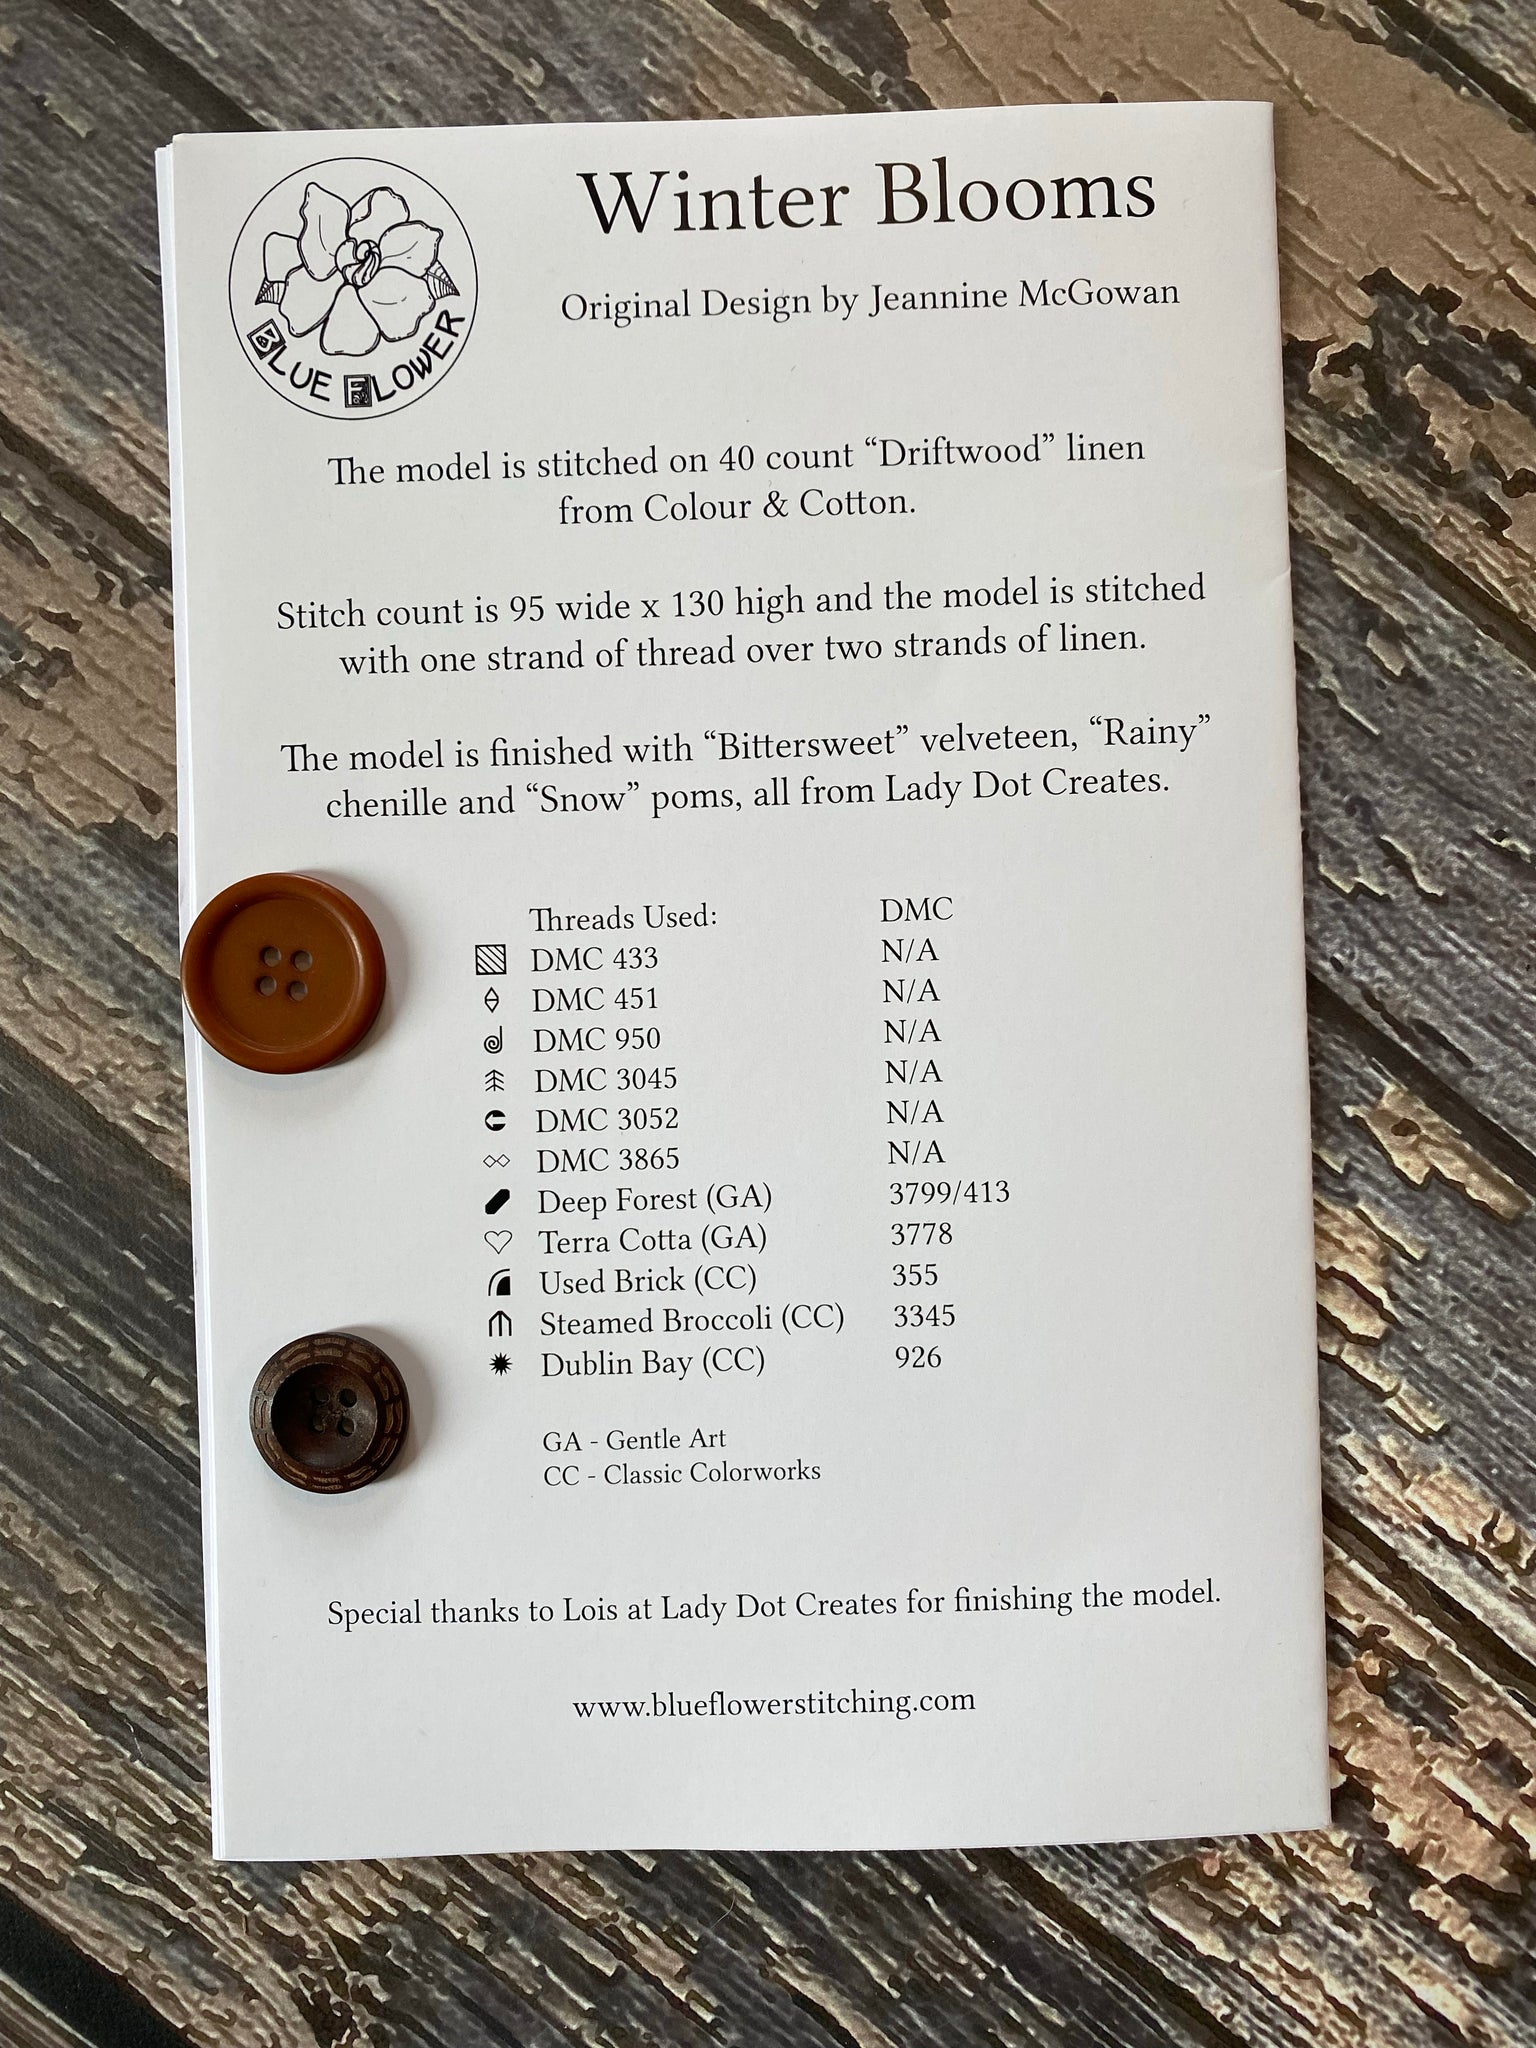 BLUE FLOWER
Winter Blooms
Original Design by Jeannine McGowan
The model is stitched on 40 count “Driftwood” linen
from Colour & Cotton.
Stitch count is 95 wide x 130 high and the model is stitched
with one strand of thread over two strands of linen.
The model is finished with “Bittersweet” velveteen, “Rainy”
chenille and “Snow” poms, all from Lady Dot Creates.
Threads Used: DMC
DMC 433 N/A
DMC 451 N/A
DMC 950 N/A
DMC 3045 N/A
DMC 3052 N/A
DMC 3865 N/A
Deep Forest (GA) 3799/413
Terra Cotta (GA) 3778
Used Brick (CC) 355
Steamed Broccoli (CC) 3345
Dublin Bay (CC) 926
GA - Gentle Art
CC - Classic Colorworks
Special thanks to Lois at Lady Dot Creates for finishing the model.
www.blueflowerstitching.com